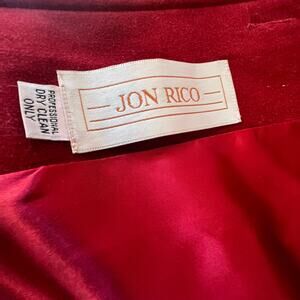 JON RICO
PROFESSIONAL
DRY CLEAN
ONLY